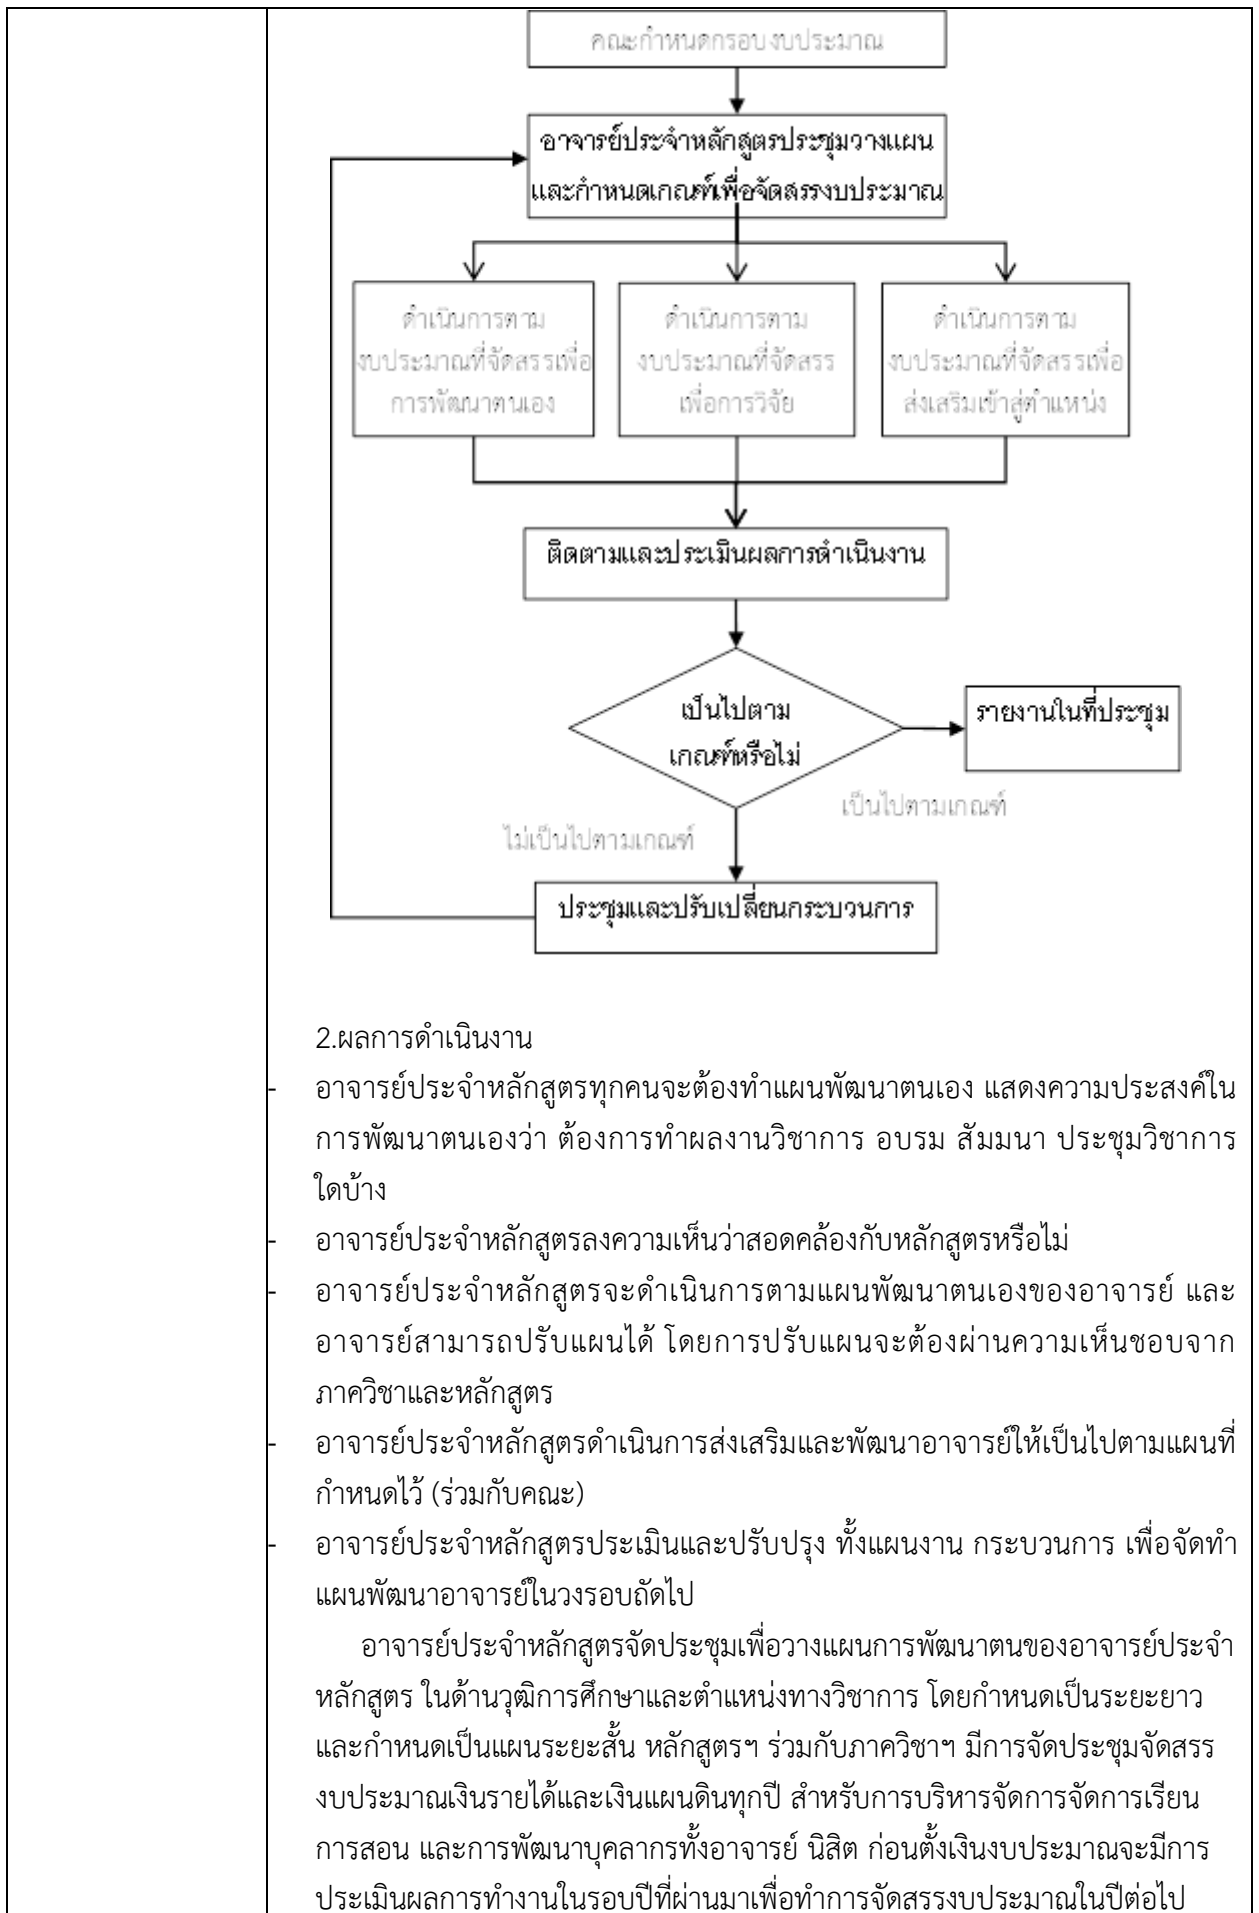 คณะกำหนดกรอบงบประมาณ
อาจารย์ประจำหลักสูตรประชุมวางแผน
และกำหนดเกณฑ์เพื่อจัดสรรงบประมาณ
ดำเนินการตาม
งบประมาณที่จัดสรรเพื่อ
การพัฒนาตนเอง
ดำเนินการตาม
งบประมาณที่จัดสรร
เพื่อการวิจัย
ดำเนินการตาม
งบประมาณที่จัดสรรเพื่อ
ส่งเสริมเข้าสู่ตำแหน่ง
ติดตามและประเมินผลการดำเนินงาน
เป็นไปตาม
เกณฑ์หรือไม่
รายงานในที่ประชุม
เป็นไปตามเกณฑ์
ไม่เป็นไปตามเกณฑ์
ประชุมและปรับเปลี่ยนกระบวนการ
2.ผลการดำเนินงาน
- อาจารย์ประจำหลักสูตรทุกคนจะต้องทำแผนพัฒนาตนเอง แสดงความประสงค์ใน
การพัฒนาตนเองว่า ต้องการทำผลงานวิชาการ อบรม สัมมนา ประชุมวิชาการ
ใดบ้าง
- อาจารย์ประจำหลักสูตรลงความเห็นว่าสอดคล้องกับหลักสูตรหรือไม่
- อาจารย์ประจำหลักสูตรจะดำเนินการตามแผนพัฒนาตนเองของอาจารย์ และ
อาจารย์สามารถปรับแผนได้ โดยการปรับแผนจะต้องผ่านความเห็นชอบจาก
ภาควิชาและหลักสูตร
- อาจารย์ประจำหลักสูตรดำเนินการส่งเสริมและพัฒนาอาจารย์ให้เป็นไปตามแผนที่
กำหนดไว้ (ร่วมกับคณะ)
- อาจารย์ประจำหลักสูตรประเมินและปรับปรุง ทั้งแผนงาน กระบวนการ เพื่อจัดทำ
แผนพัฒนาอาจารย์ในวงรอบถัดไป
อาจารย์ประจำหลักสูตรจัดประชุมเพื่อวางแผนการพัฒนาตนของอาจารย์ประจำ
หลักสูตร ในด้านวุฒิการศึกษาและตำแหน่งทางวิชาการ โดยกำหนดเป็นระยะยาว
และกำหนดเป็นแผนระยะสั้น หลักสูตรฯ ร่วมกับภาควิชาฯ มีการจัดประชุมจัดสรร
งบประมาณเงินรายได้และเงินแผนดินทุกปี สำหรับการบริหารจัดการจัดการเรียน
การสอน และการพัฒนาบุคลากรทั้งอาจารย์ นิสิต ก่อนตั้งเงินงบประมาณจะมีการ
ประเมินผลการทำงานในรอบปีที่ผ่านมาเพื่อทำการจัดสรรงบประมาณในปีต่อไป